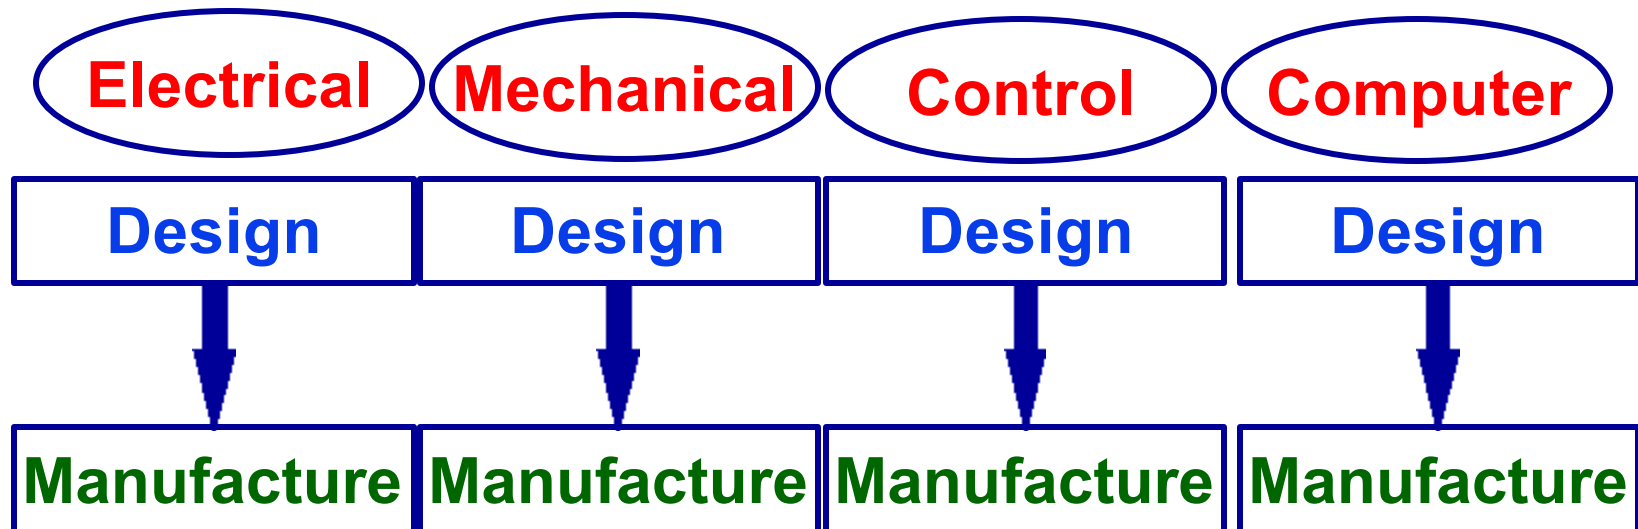 Electrical Mechanical Control Computer
Design Design Design Design
Manufacture Manufacture Manufacture Manufacture